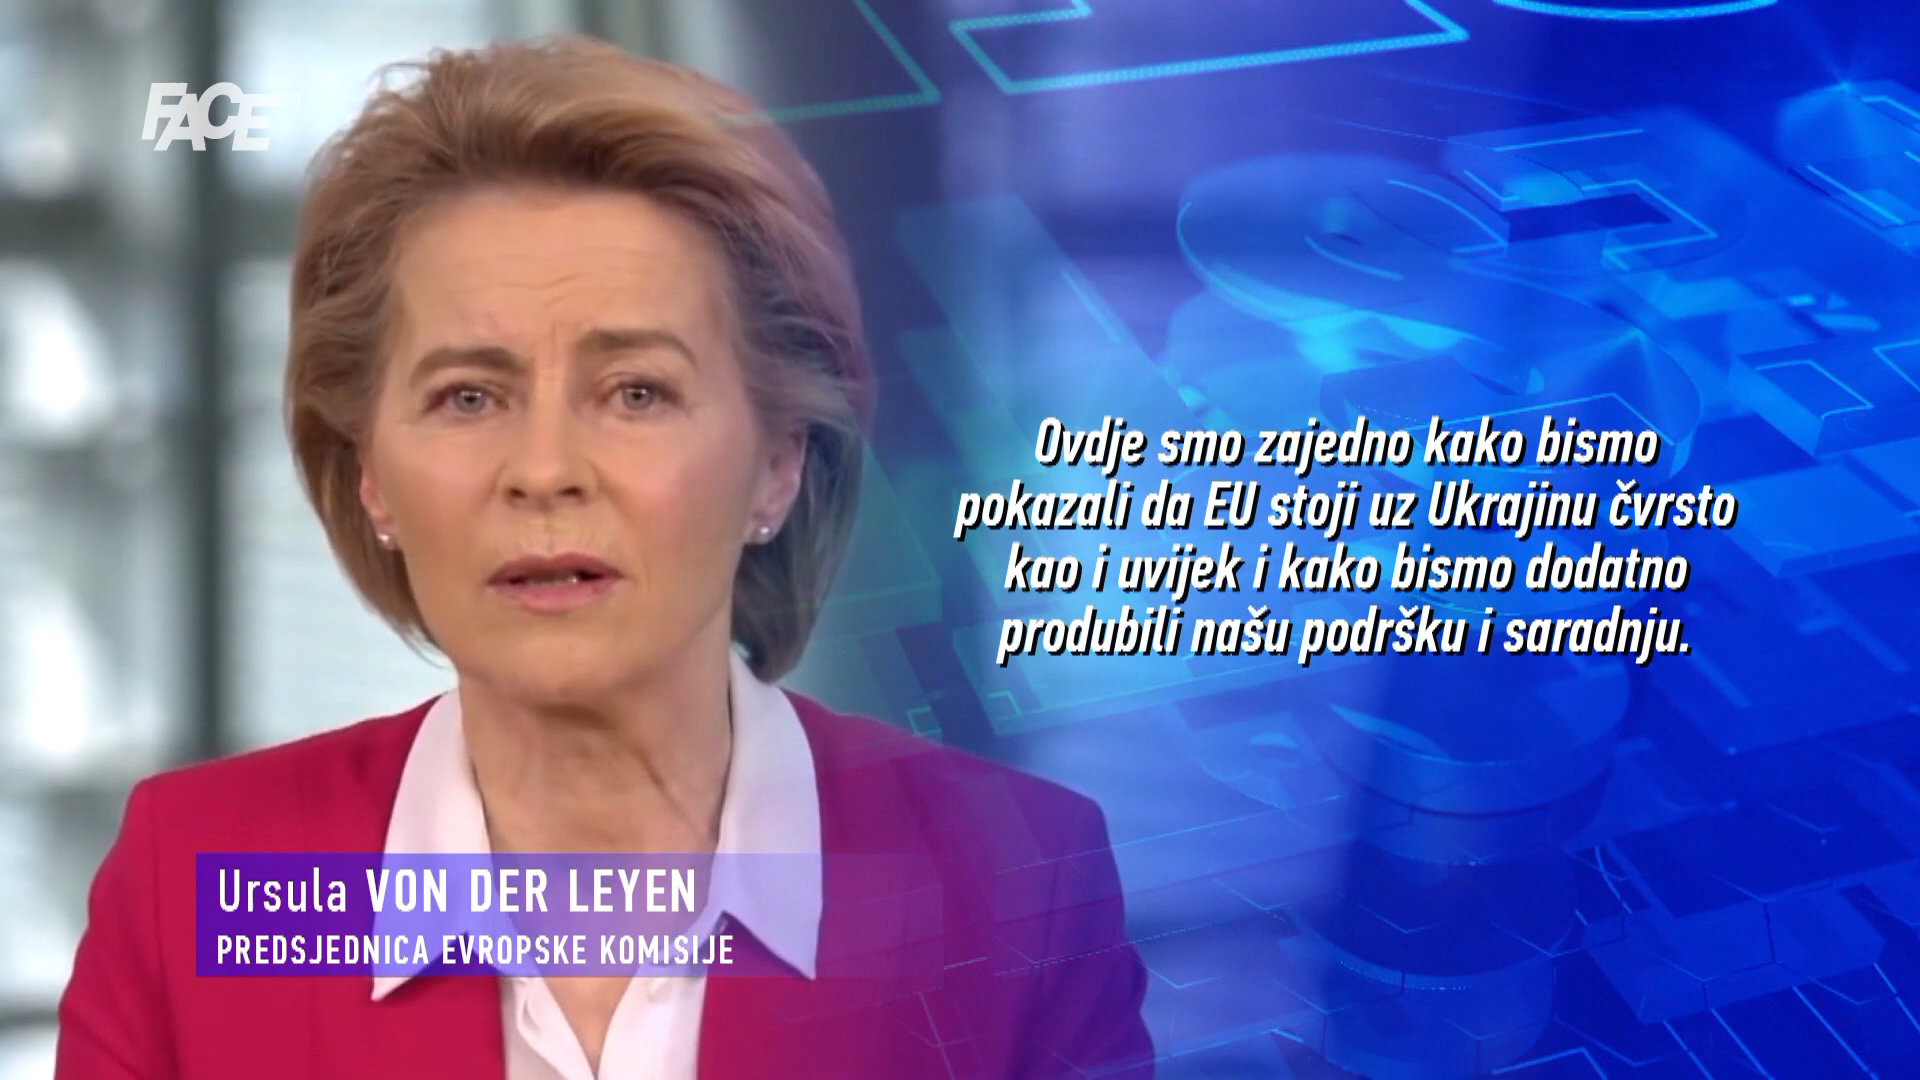 FACE
Ovdje smo zajedno kako bismo
pokazali da EU stoji uz Ukrajinu čvrsto
kao i uvijek i kako bismo dodatno
produbili našu podršku i saradnju.
Ursula VON DER LEYEN
PREDSJEDNICA EVROPSKE KOMISIJE